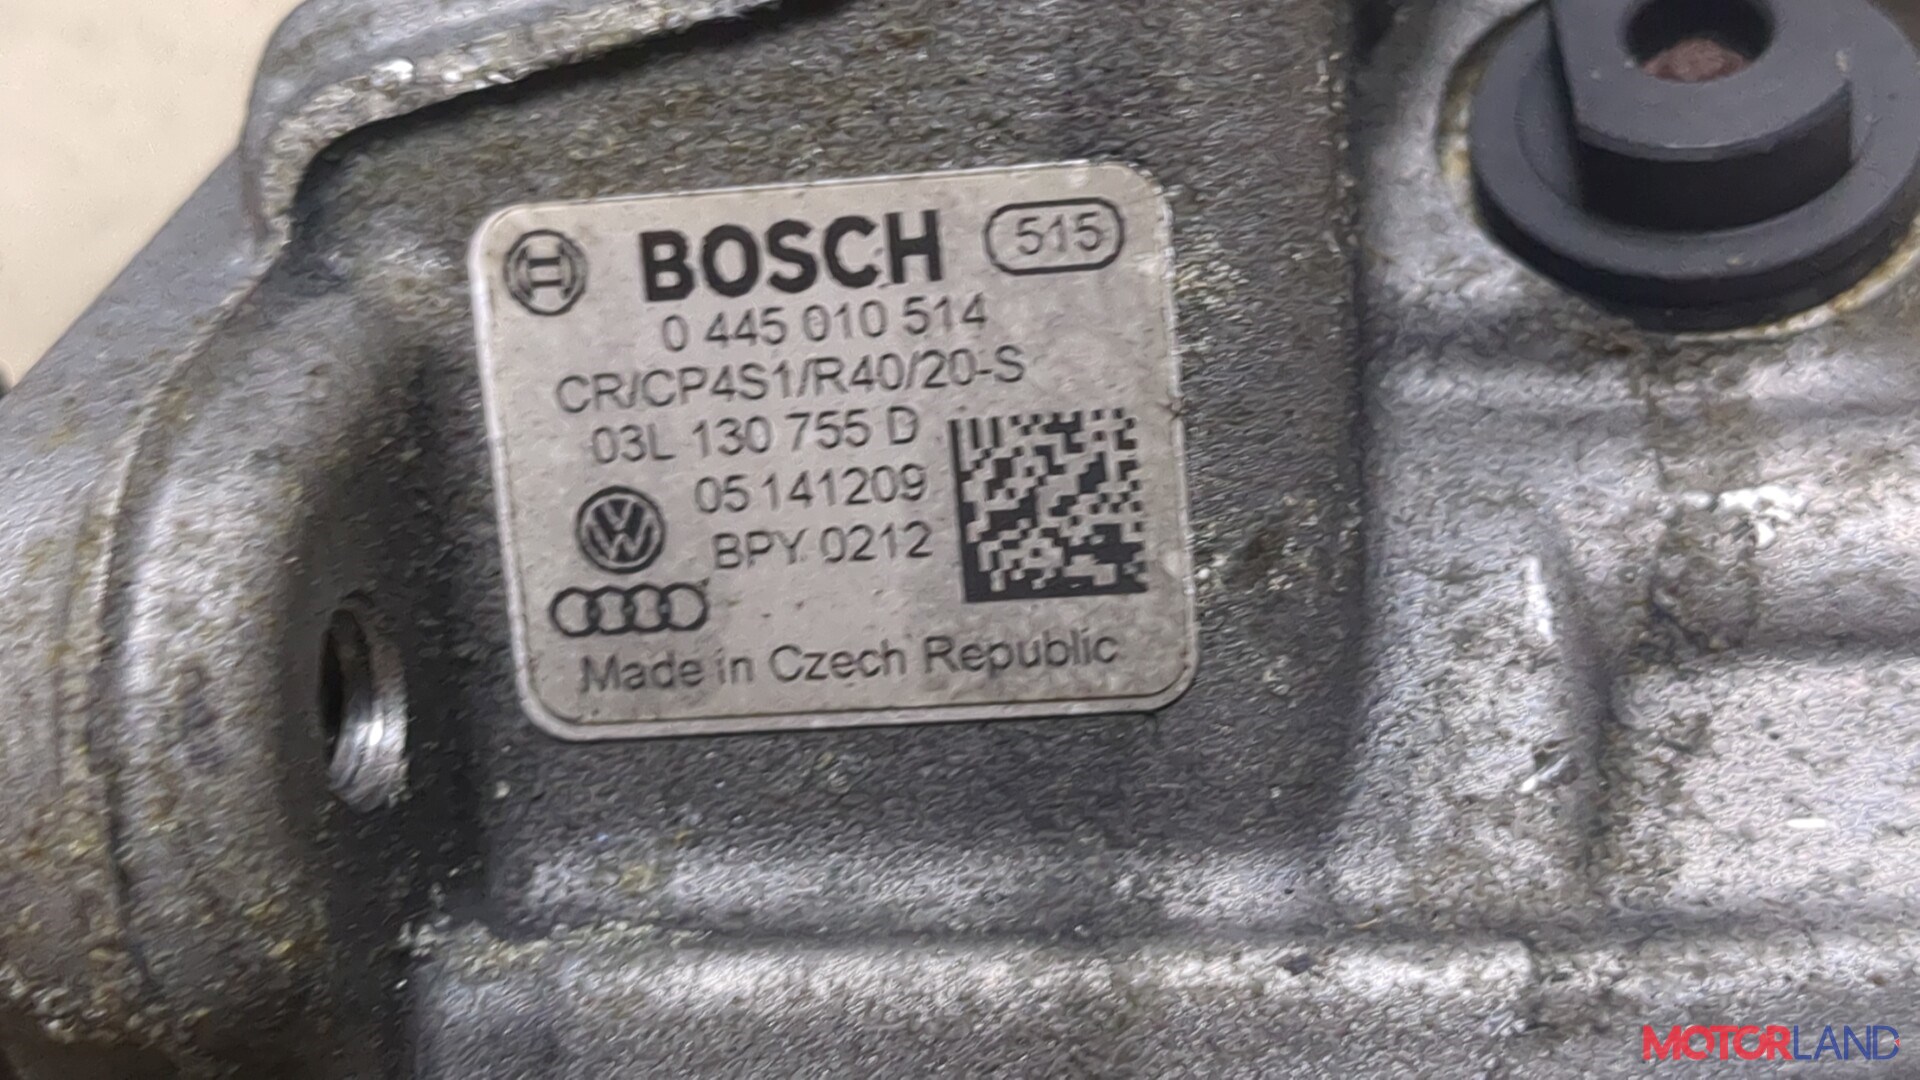 BOSCH 515
0 445 010 514
CR/CP4S1/R40/20-S
03L 130 755 D
05141209
BPY 0212
Made in Czech Republic
MOTORLAND